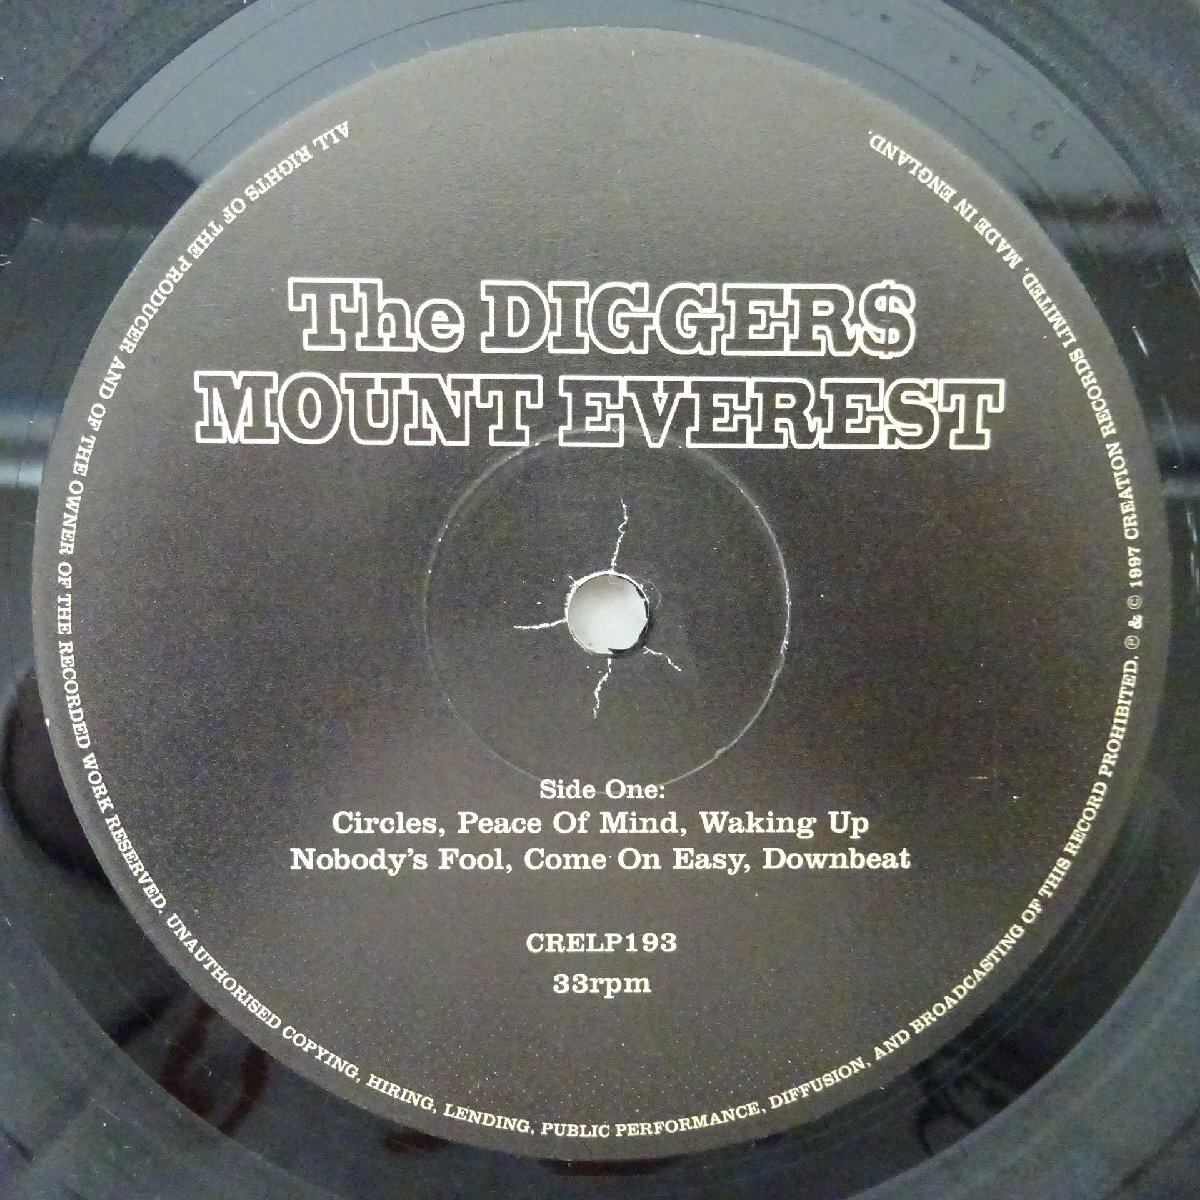 The DIGGER$
MOUNT EVEREST
Side One:
Circles, Peace Of Mind, Waking Up
Nobody's Fool, Come On Easy, Downbeat
CRELP193
33rpm
ALL RIGHTS OF THE PRODUCER AND OF THE OWNER OF THE RECORDED WORK RESERVED. UNAUTHORISED COPYING, HIRING, LENDING, PUBLIC PERFORMANCE, DIFFUSION, AND BROADCASTING OF THIS RECORD PROHIBITED. ℗ & © 1997 CREATION RECORDS LIMITED. MADE IN ENGLAND.